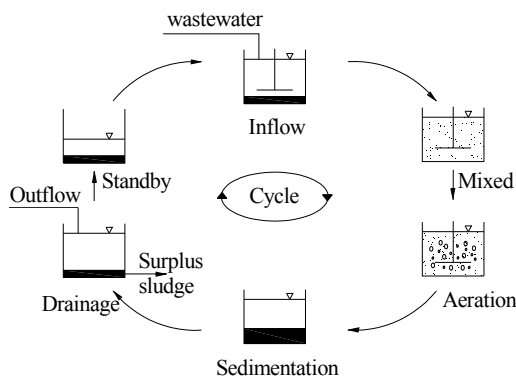 wastewater
Inflow
Mixed
Aeration
Sedimentation
Surplus
sludge
Drainage
Outflow
Standby
Cycle